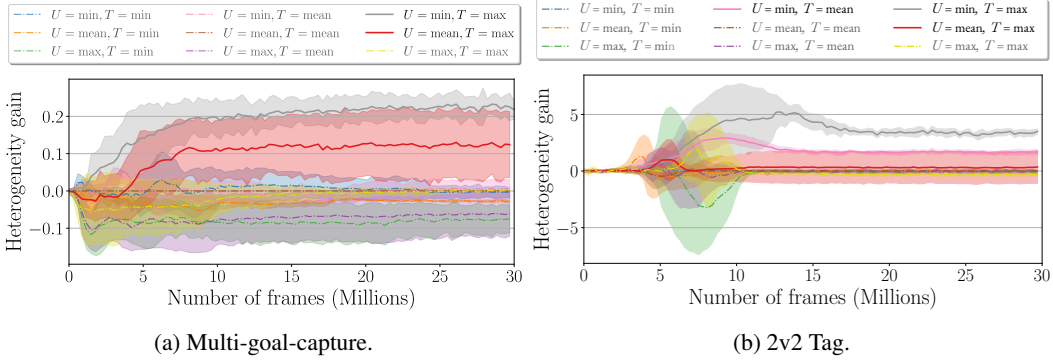 U = min, T = min   U = min, T = mean   U = min, T = max
U = mean, T = min   U = mean, T = mean   U = mean, T = max
U = max, T = min   U = max, T = mean   U = max, T = max
Heterogeneity gain
0.2
0.1
0.0
−0.1
0 5 10 15 20 25 30
Number of frames (Millions)
(a) Multi-goal-capture.
U = min, T = min   U = min, T = mean   U = min, T = max
U = mean, T = min   U = mean, T = mean   U = mean, T = max
U = max, T = min   U = max, T = mean   U = max, T = max
Heterogeneity gain
5
0
−5
0 5 10 15 20 25 30
Number of frames (Millions)
(b) 2v2 Tag.